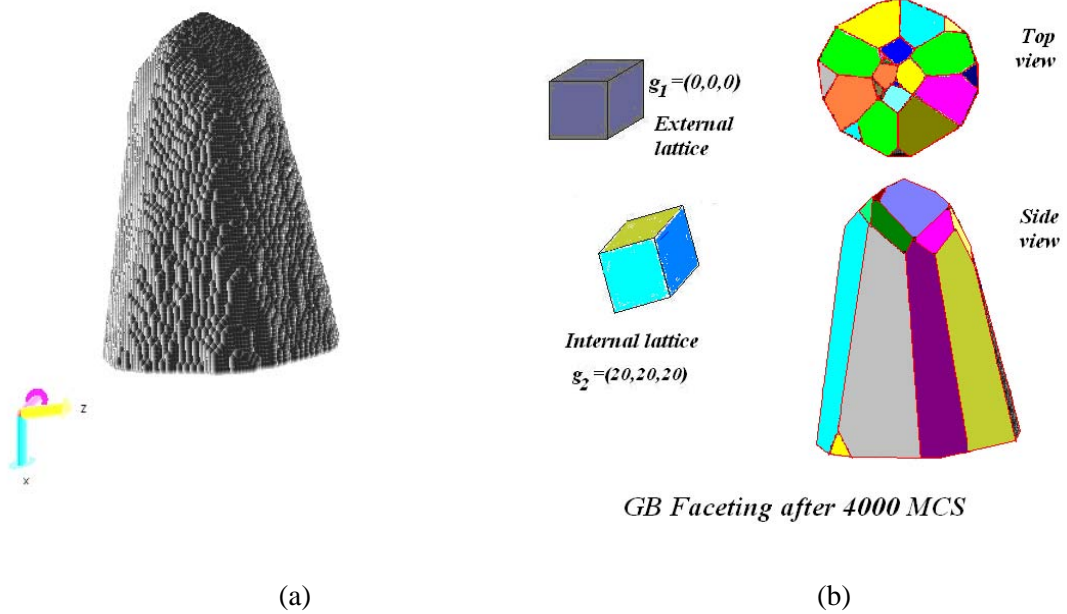 z
x
g1=(0,0,0)
External
lattice
Top
view
Internal lattice
g2=(20,20,20)
Side
view
GB Faceting after 4000 MCS
(a)
(b)